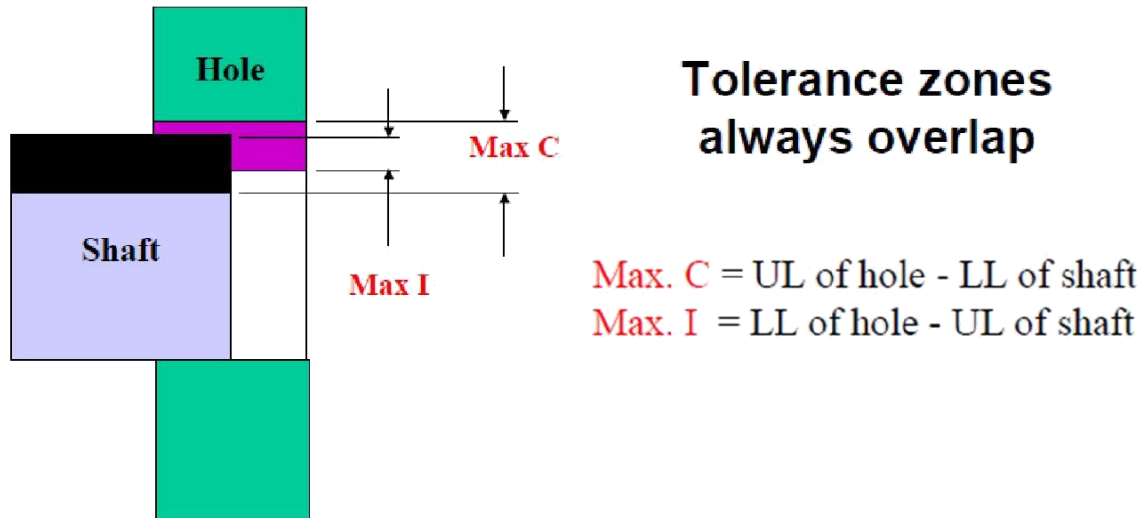 Hole
Max C
Shaft
Max I
Tolerance zones
always overlap
Max. C = UL of hole - LL of shaft
Max. I = LL of hole - UL of shaft